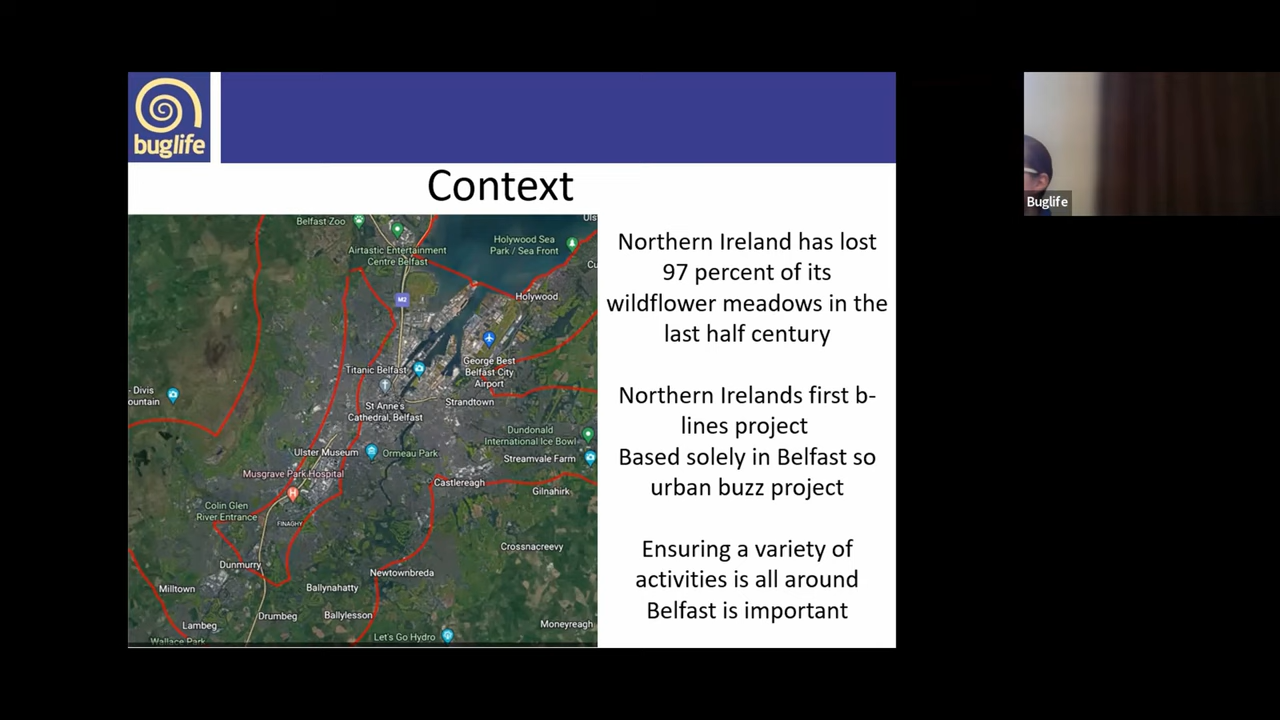 buglife
Context
Northern Ireland has lost
97 percent of its
wildflower meadows in the
last half century
Northern Irelands first b-
lines project
Based solely in Belfast so
urban buzz project
Ensuring a variety of
activities is all around
Belfast is important
Belfast Zoo
Airtastic Entertainment
Centre Belfast
Holywood Sea
Park / Sea Front
Uls
Cu
Holywood
M2
George Best
Belfast City
Airport
Titanic Belfast
St Anne's
Cathedral, Belfast
Strandtown
Divis
ountain
Dundonald
International Ice Bowl
Ulster Museum
Ormeau Park
Streamvale Farm
Musgrave Park Hospital
H
Castlereagh
Gilnahirk
Colin Glen
River Entrance
FINAGHY
Crossnacreevy
Dunmurry
Newtownbreda
Milltown
Ballynahatty
Drumbeg
Ballylesson
Lambeg
Moneyreagh
Wallace Park
Let's Go Hydro
Buglife